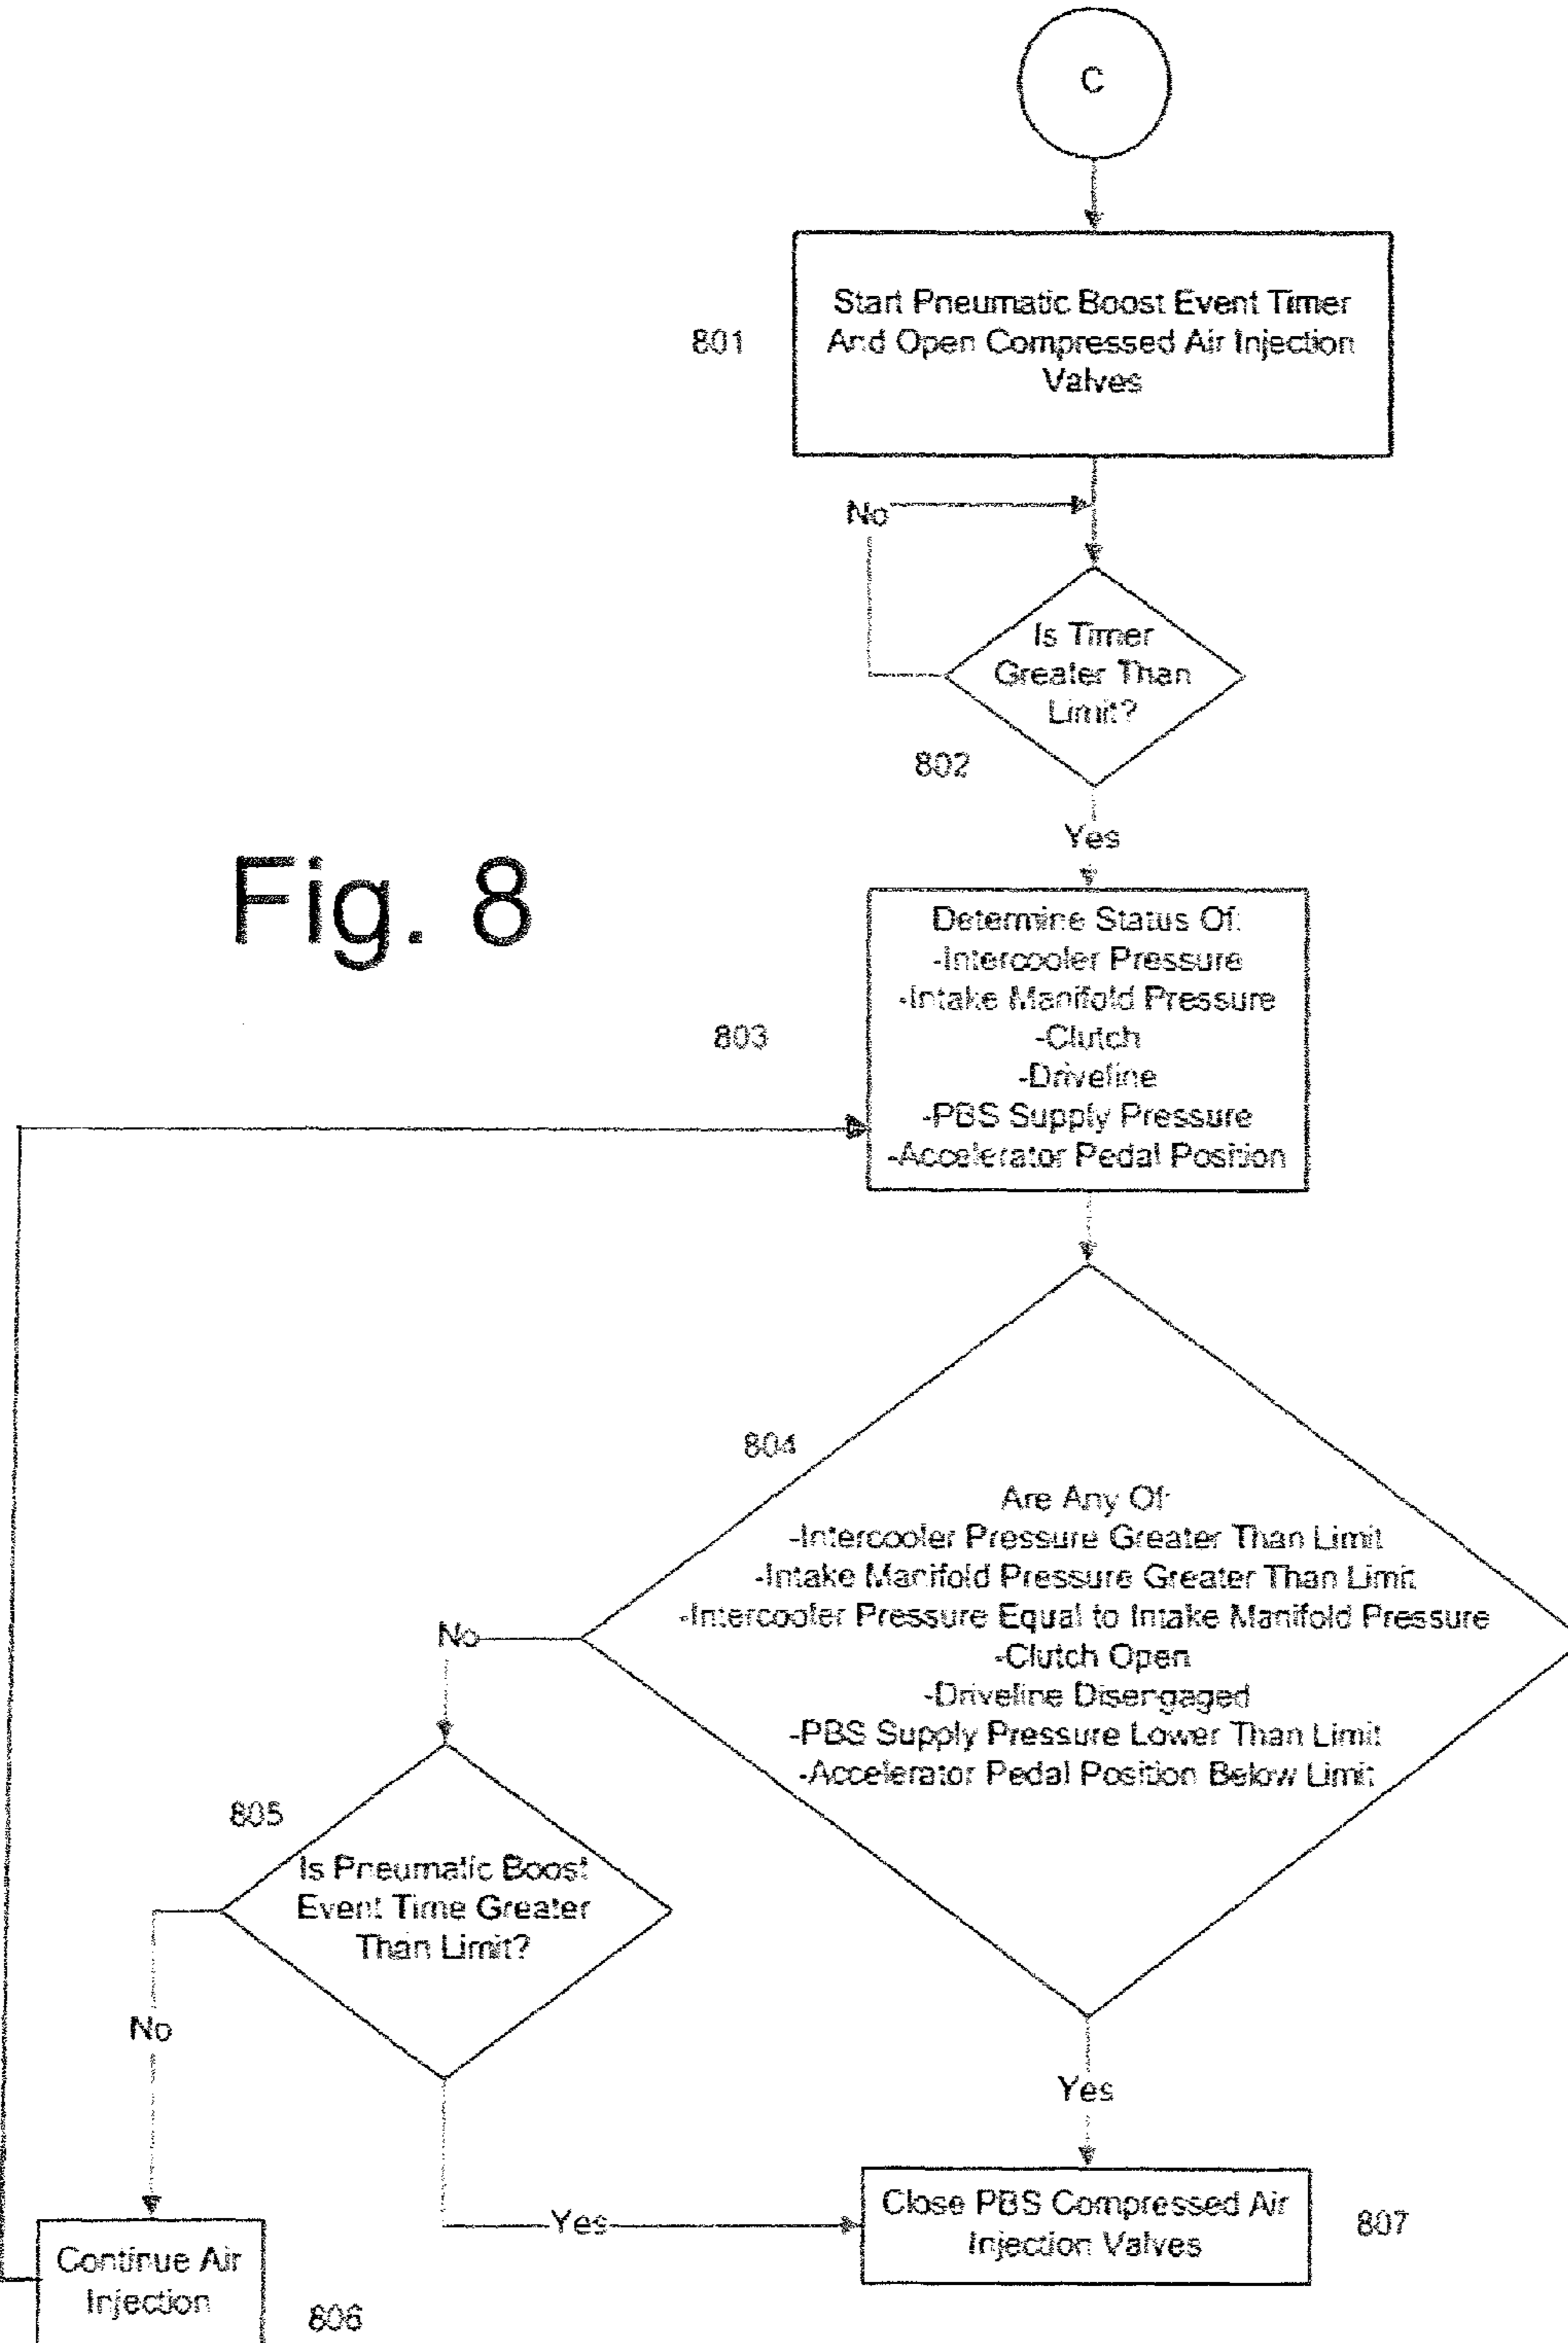 C
Start Pneumatic Boost Event Timer
And Open Compressed Air Injection
Valves
801
No
Is Timer
Greater Than
Limit?
802
Yes
Fig. 8
Determine Status Of:
-Intercooler Pressure
-Intake Manifold Pressure
-Clutch
-Driveline
-PBS Supply Pressure
-Accelerator Pedal Position
803
804
Are Any Of:
-Intercooler Pressure Greater Than Limit
-Intake Manifold Pressure Greater Than Limit
-Intercooler Pressure Equal to Intake Manifold Pressure
-Clutch Open
-Driveline Disengaged
-PBS Supply Pressure Lower Than Limit
-Accelerator Pedal Position Below Limit
No
805
Is Pneumatic Boost
Event Time Greater
Than Limit?
No
Yes
Yes
Close PBS Compressed Air
Injection Valves
807
Continue Air
Injection
806